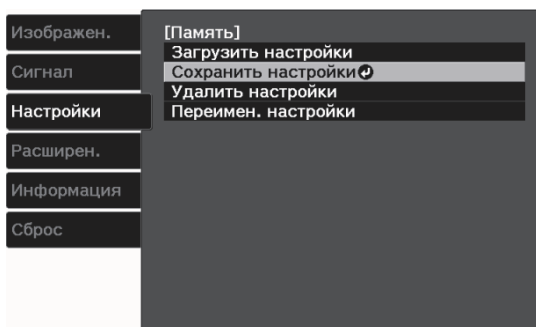 Изображен.
Сигнал
Настройки
Расширен.
Информация
Сброс
[Память]
Загрузить настройки
Сохранить настройки
Удалить настройки
Переимен. настройки